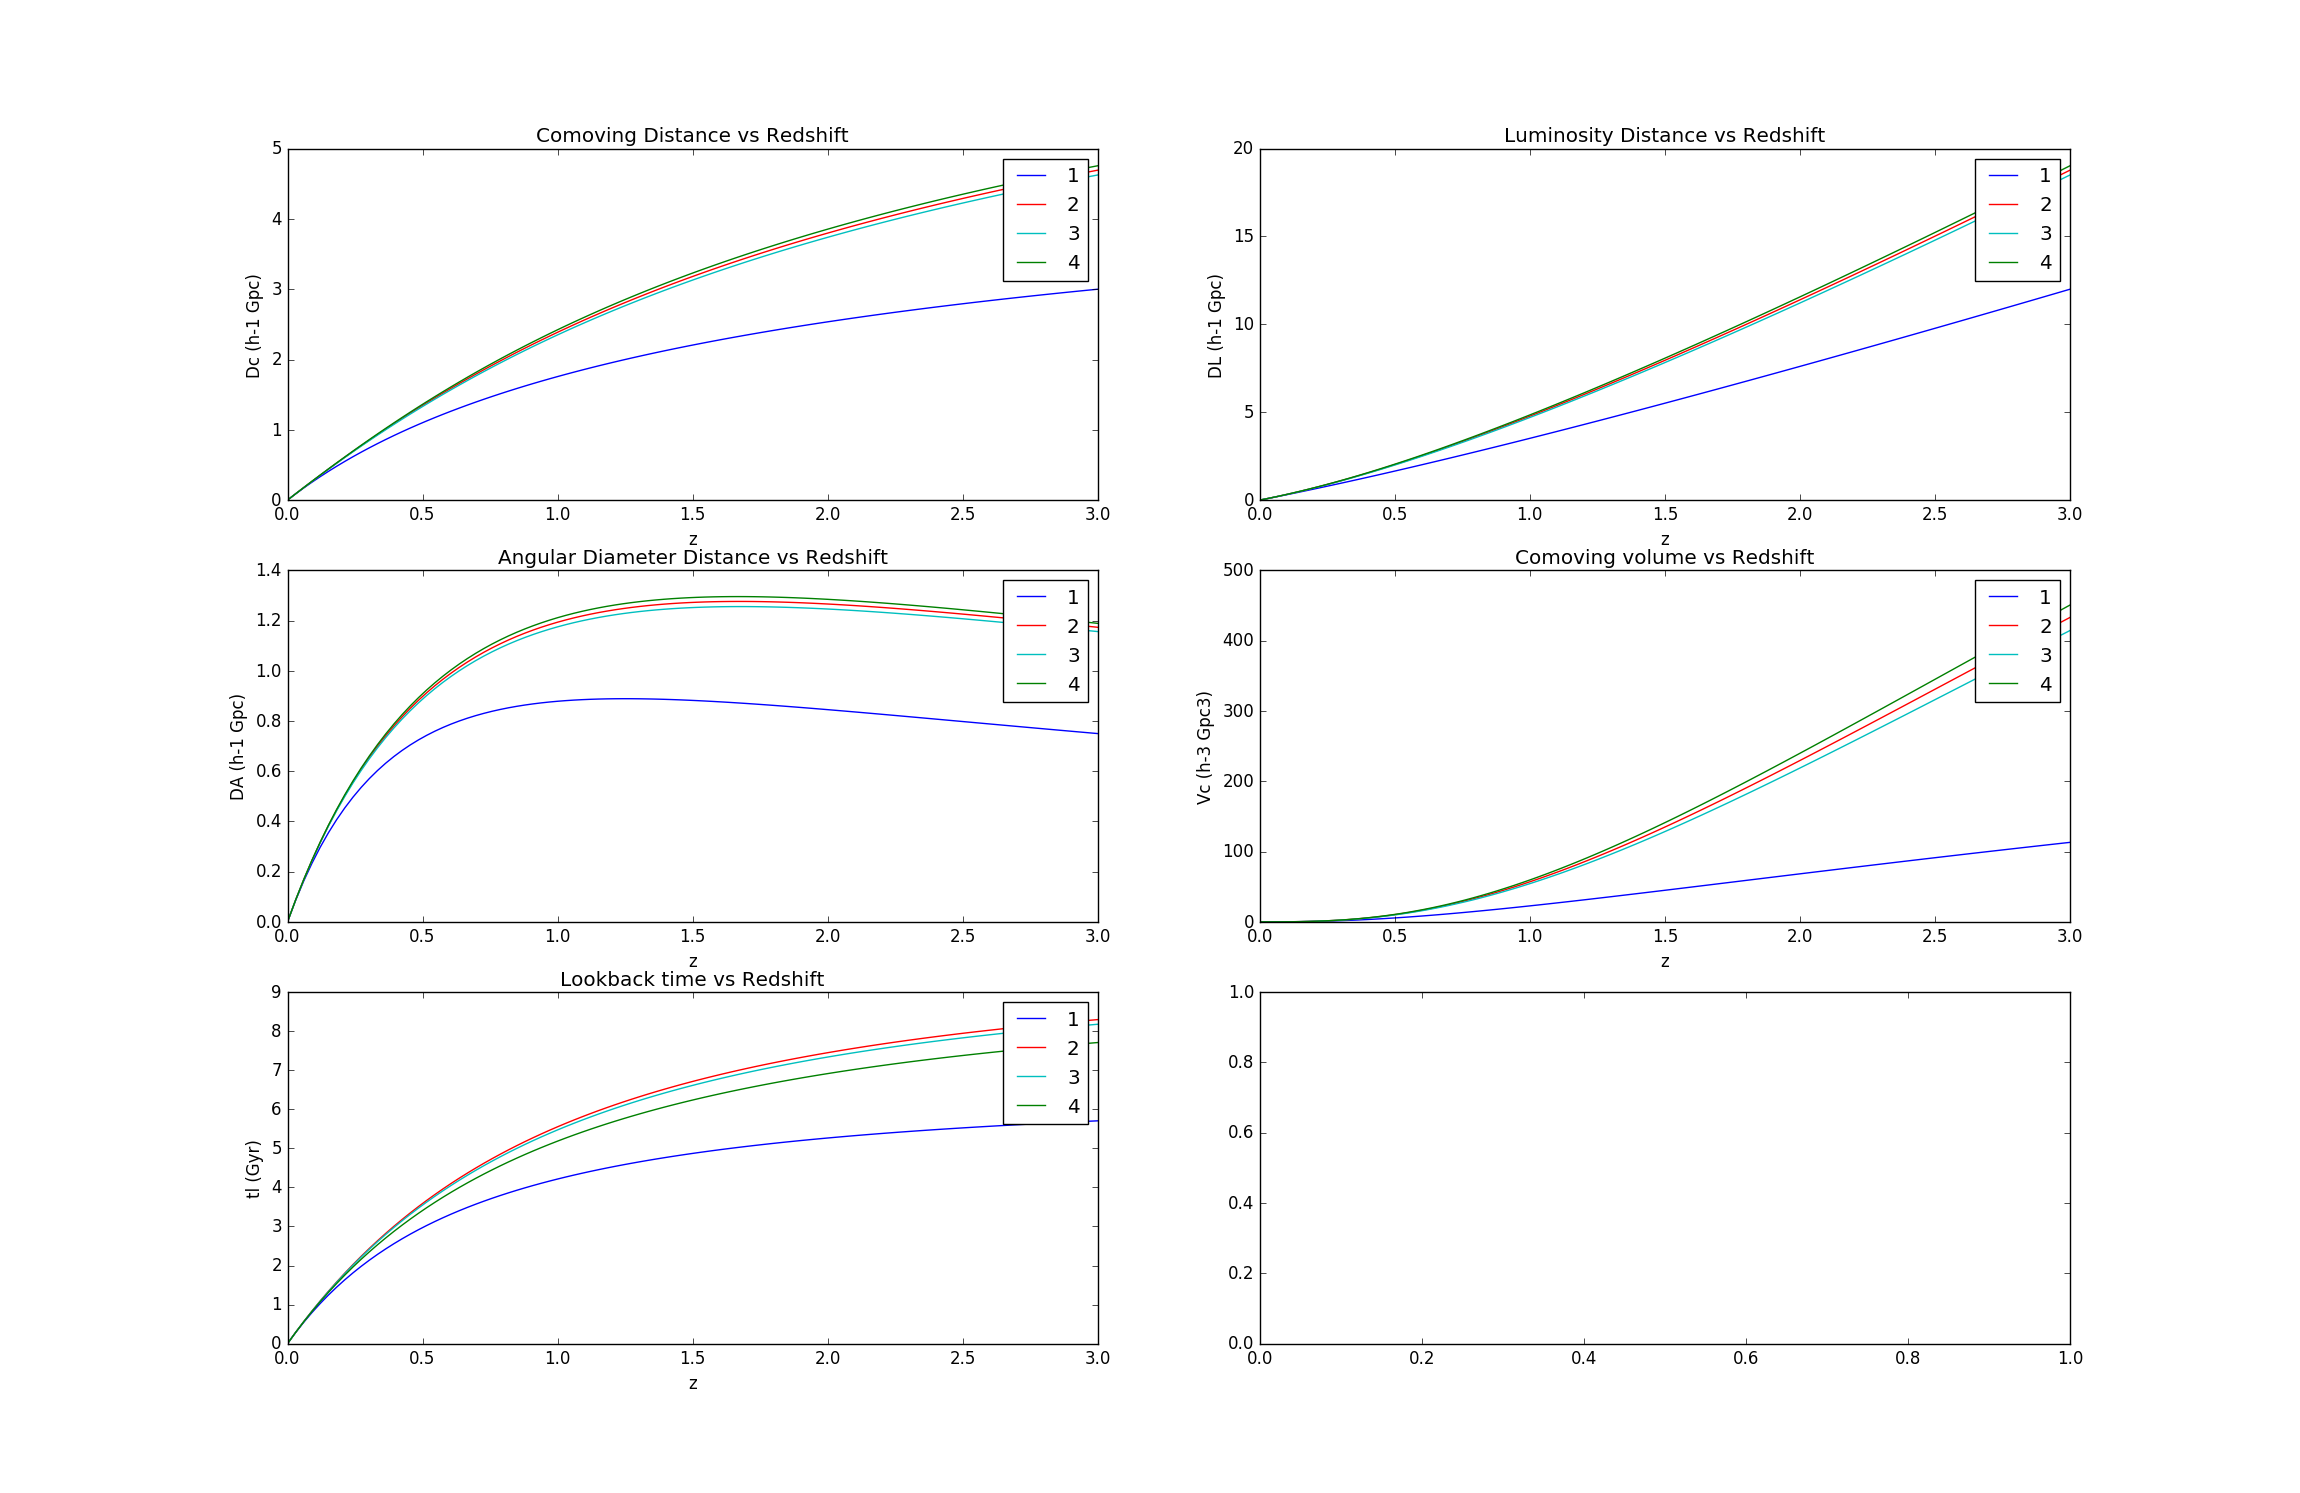 Comoving Distance vs Redshift
5
4
3
2
1
0
Dc (h-1 Gpc)
0.0 0.5 1.0 1.5 2.0 2.5 3.0
z
1
2
3
4
Luminosity Distance vs Redshift
20
15
10
5
0
DL (h-1 Gpc)
0.0 0.5 1.0 1.5 2.0 2.5 3.0
z
1
2
3
4
Angular Diameter Distance vs Redshift
1.4
1.2
1.0
0.8
0.6
0.4
0.2
0.0
DA (h-1 Gpc)
0.0 0.5 1.0 1.5 2.0 2.5 3.0
z
1
2
3
4
Comoving volume vs Redshift
500
400
300
200
100
0
Vc (h-3 Gpc3)
0.0 0.5 1.0 1.5 2.0 2.5 3.0
z
1
2
3
4
Lookback time vs Redshift
9
8
7
6
5
4
3
2
1
0
tl (Gyr)
0.0 0.5 1.0 1.5 2.0 2.5 3.0
z
1
2
3
4
1.0
0.8
0.6
0.4
0.2
0.0
0.0 0.2 0.4 0.6 0.8 1.0